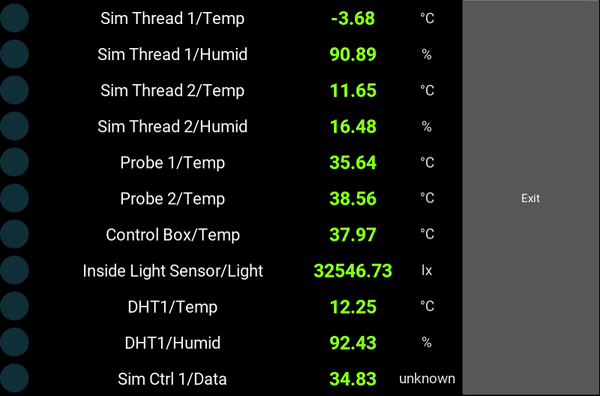 Sim Thread 1/Temp -3.68 °C
Sim Thread 1/Humid 90.89 %
Sim Thread 2/Temp 11.65 °C
Sim Thread 2/Humid 16.48 %
Probe 1/Temp 35.64 °C
Probe 2/Temp 38.56 °C Exit
Control Box/Temp 37.97 °C
Inside Light Sensor/Light 32546.73 lx
DHT1/Temp 12.25 °C
DHT1/Humid 92.43 %
Sim Ctrl 1/Data 34.83 unknown